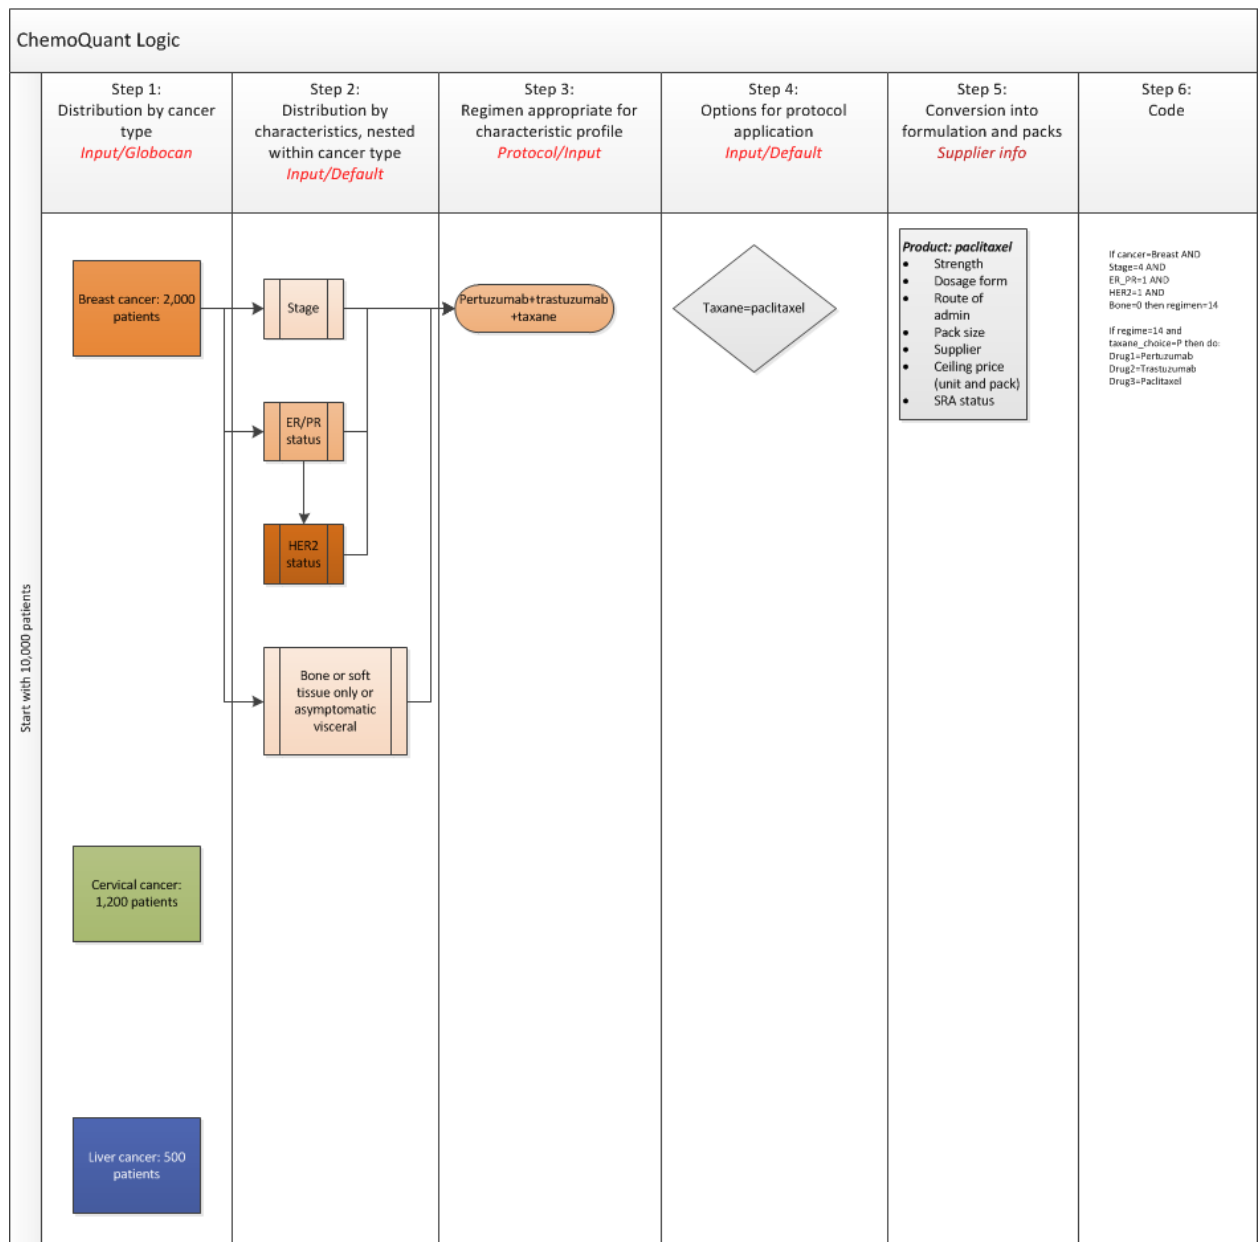 ChemoQuant Logic
Start with 10,000 patients
Step 1:
Distribution by cancer
type
Input/Globocan
Step 2:
Distribution by
characteristics, nested
within cancer type
Input/Default
Step 3:
Regimen appropriate for
characteristic profile
Protocol/Input
Step 4:
Options for protocol
application
Input/Default
Step 5:
Conversion into
formulation and packs
Supplier info
Step 6:
Code
Breast cancer: 2,000
patients
Cervical cancer:
1,200 patients
Liver cancer: 500
patients
Stage
ER/PR
status
HER2
status
Bone or soft
tissue only or
asymptomatic
visceral
Pertuzumab+trastuzumab
+taxane
Taxane=paclitaxel
Product: paclitaxel
• Strength
• Dosage form
• Route of
admin
• Pack size
• Supplier
• Ceiling price
(unit and pack)
• SRA status
If cancer=Breast AND
Stage=4 AND
ER_PR=1 AND
HER2=1 AND
Bone=0 then regimen=14
If regime=14 and
taxane_choice=P then do:
Drug1=Pertuzumab
Drug2=Trastuzumab
Drug3=Paclitaxel